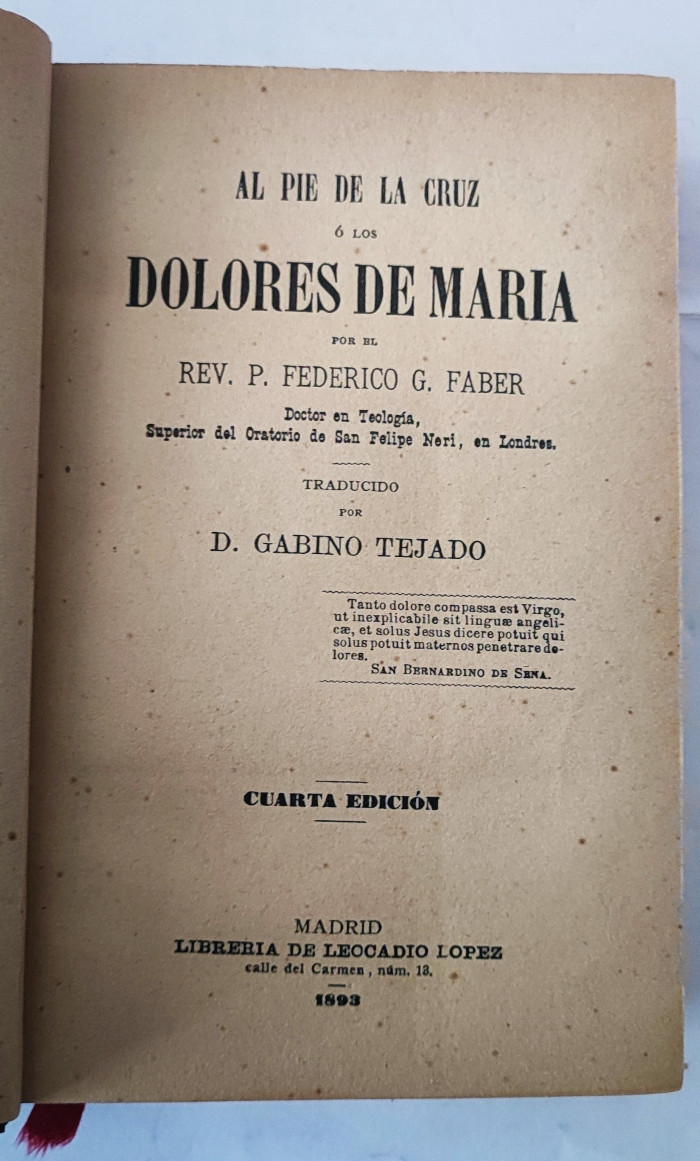 AL PIE DE LA CRUZ
Ó LOS
DOLORES DE MARIA
POR EL
REV. P. FEDERICO G. FABER
Doctor en Teología,
Superior del Oratorio de San Felipe Neri, en Londres.
TRADUCIDO
POR
D. GABINO TEJADO
Tanto dolore compassa est Virgo,
ut inexplicabile sit linguæ angeli-
cæ, et solus Jesus dicere potuit qui
solus potuit maternos penetrare do-
lores.
SAN BERNARDINO DE SENA.
CUARTA EDICIÓN
MADRID
LIBRERIA DE LEOCADIO LOPEZ
calle del Carmen, núm. 13.
1893